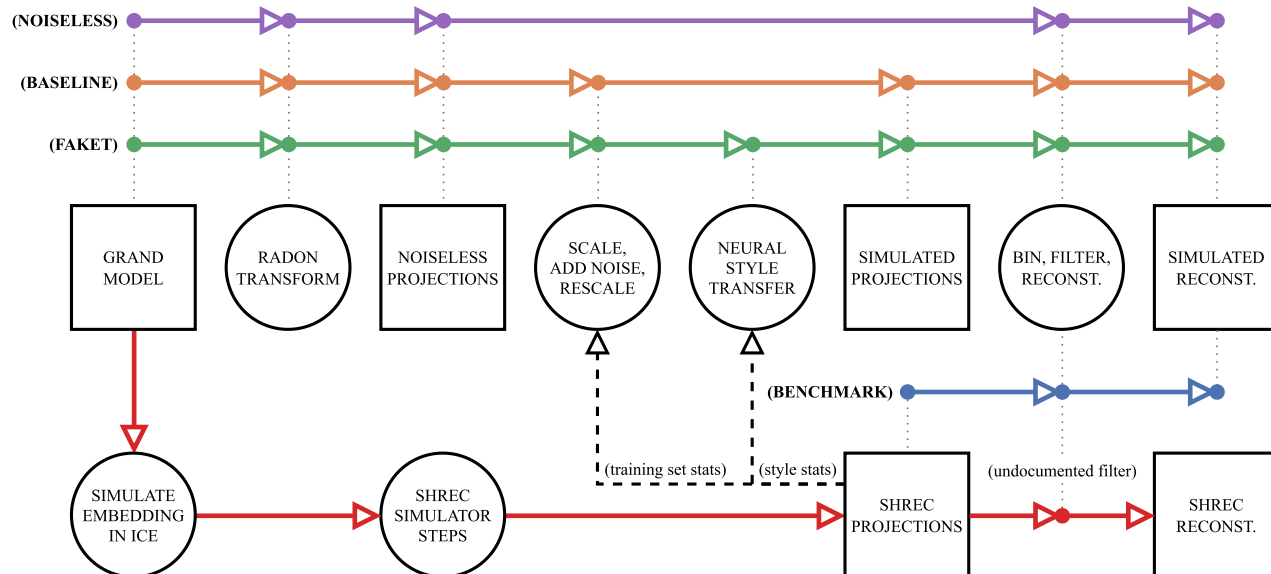 (NOISELESS)
(BASELINE)
(FAKET)
GRAND
MODEL
RADON
TRANSFORM
NOISELESS
PROJECTIONS
SCALE,
ADD NOISE,
RESCALE
NEURAL
STYLE
TRANSFER
SIMULATED
PROJECTIONS
BIN, FILTER,
RECONST.
SIMULATED
RECONST.
(BENCHMARK)
(training set stats)
(style stats)
(undocumented filter)
SIMULATE
EMBEDDING
IN ICE
SHREC
SIMULATOR
STEPS
SHREC
PROJECTIONS
SHREC
RECONST.